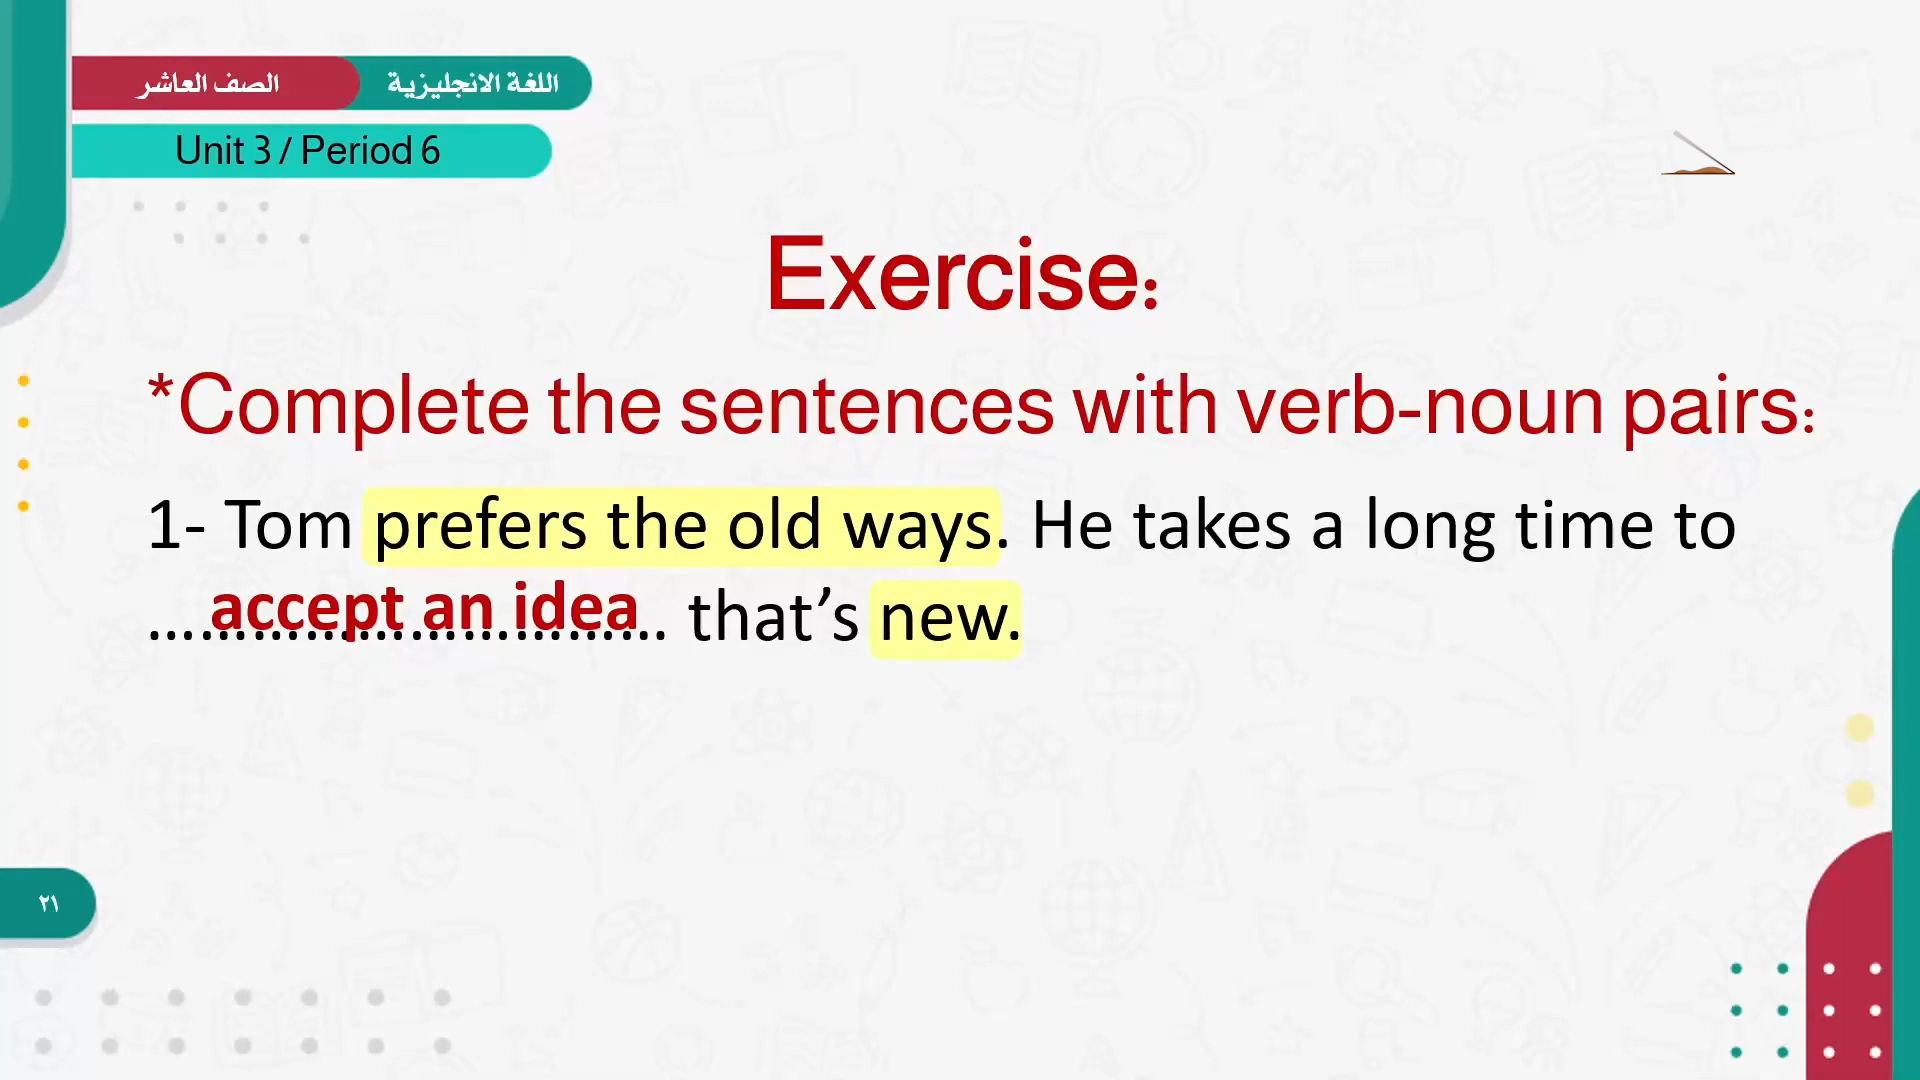 الصف العاشر
اللغة الانجليزية
Unit 3 / Period 6
Exercise:
*Complete the sentences with verb-noun pairs:
1- Tom prefers the old ways. He takes a long time to
accept an idea that’s new.
٢١